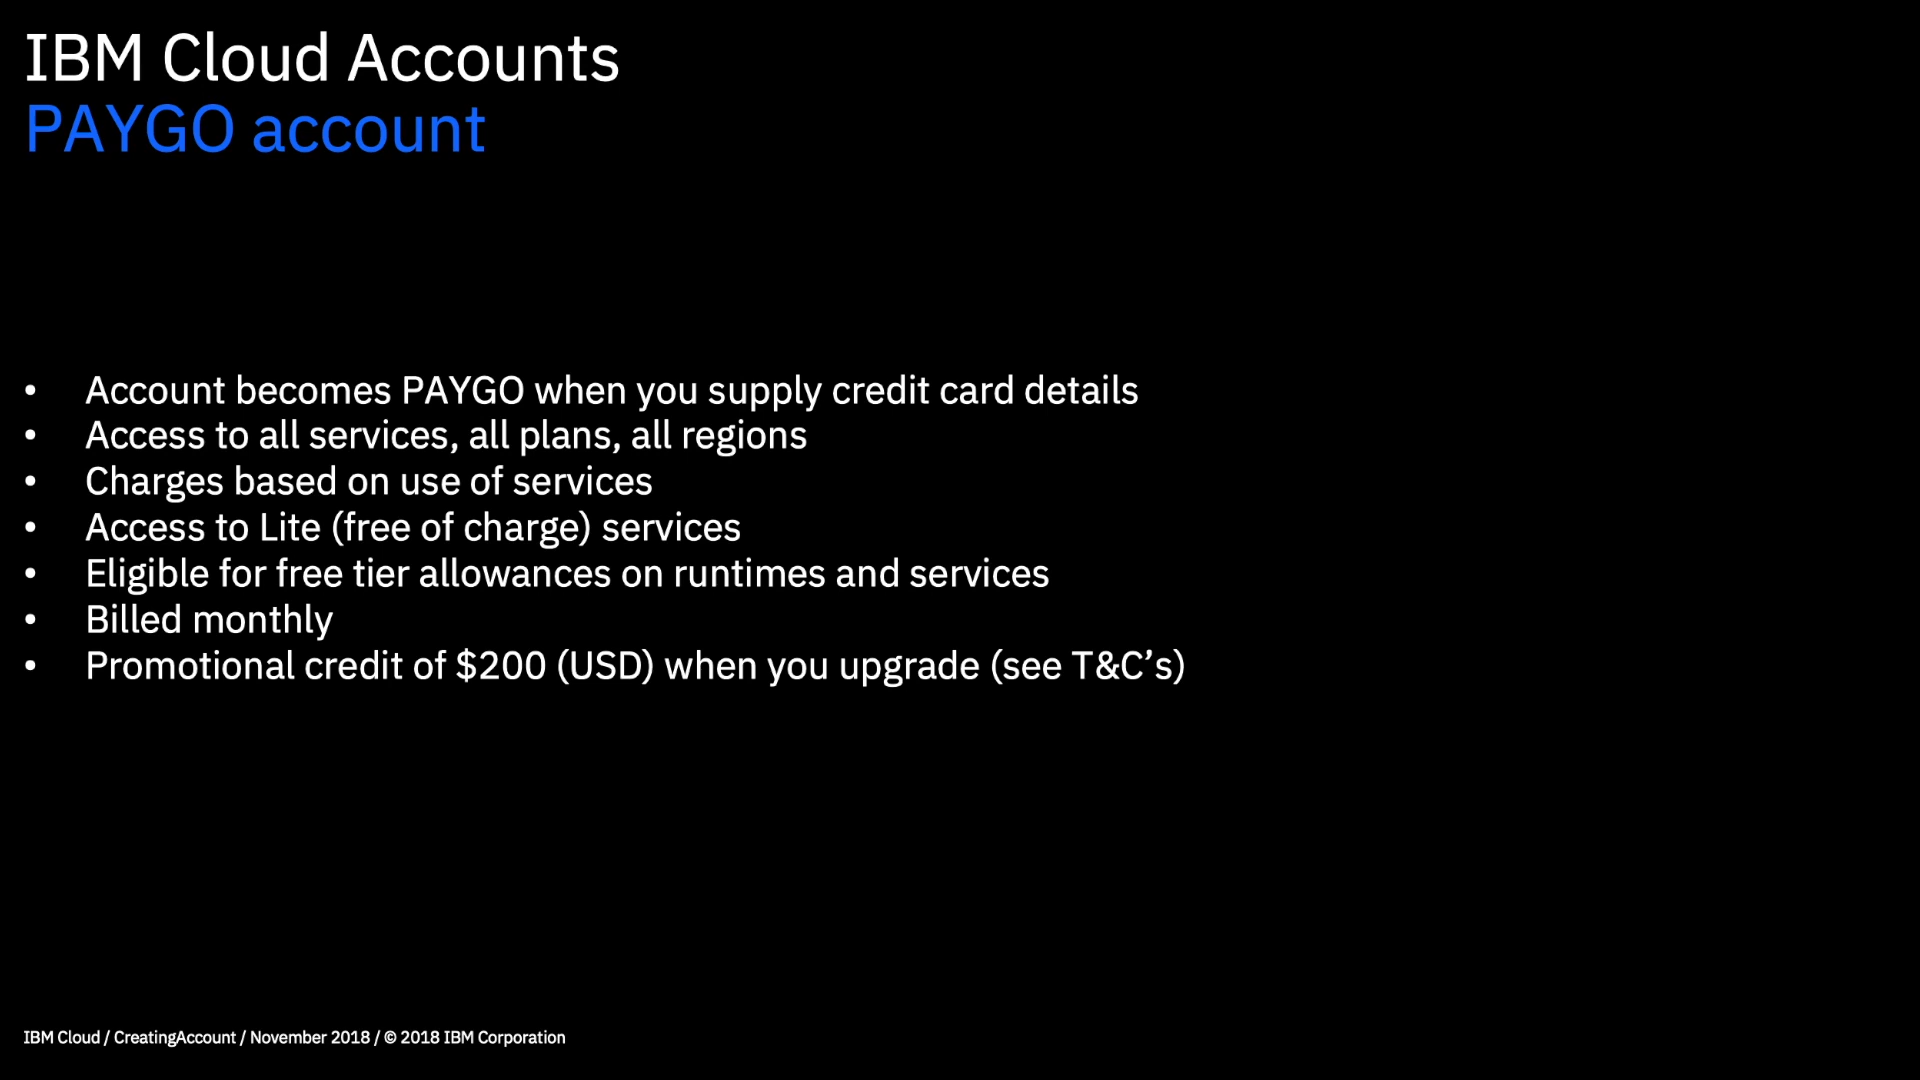 IBM Cloud Accounts
PAYGO account
• Account becomes PAYGO when you supply credit card details
• Access to all services, all plans, all regions
• Charges based on use of services
• Access to Lite (free of charge) services
• Eligible for free tier allowances on runtimes and services
• Billed monthly
• Promotional credit of $200 (USD) when you upgrade (see T&C’s)
IBM Cloud / CreatingAccount / November 2018 / © 2018 IBM Corporation